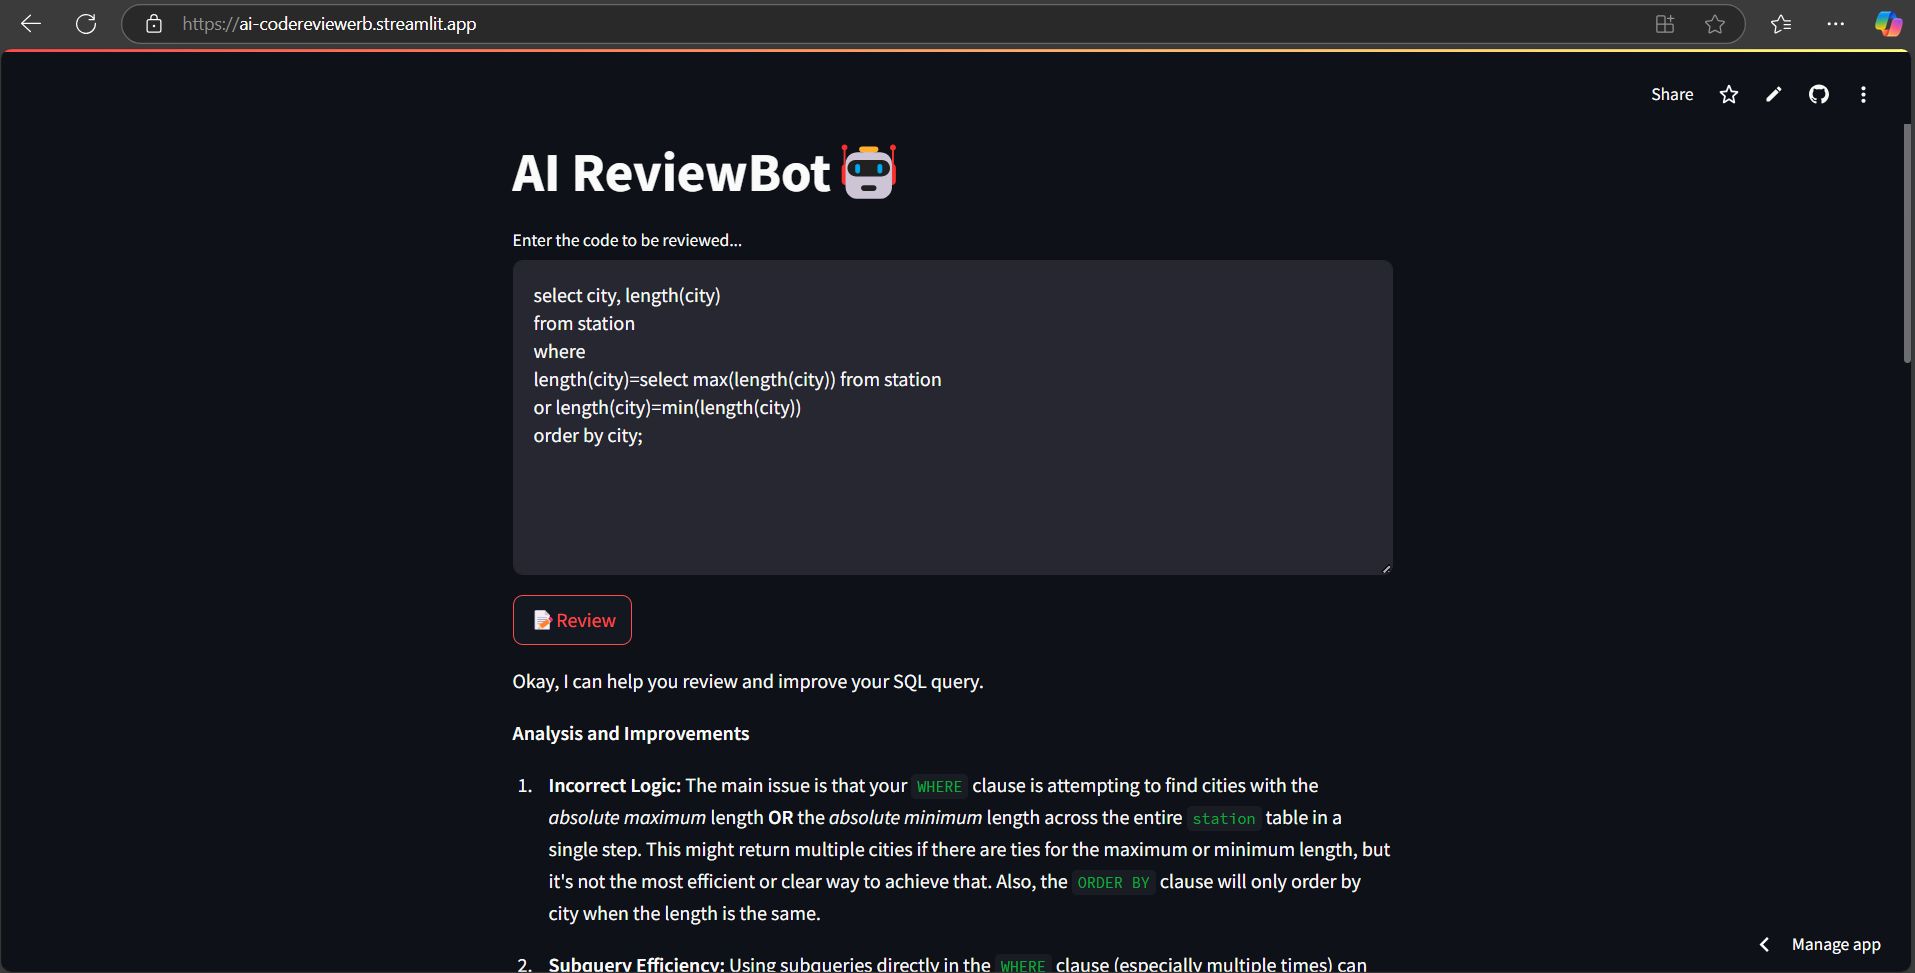 https://ai-codereviewerb.streamlit.app
Share
AI ReviewBot
Enter the code to be reviewed...
select city, length(city)
from station
where
length(city)=select max(length(city)) from station
or length(city)=min(length(city))
order by city;
Review
Okay, I can help you review and improve your SQL query.
Analysis and Improvements
1. Incorrect Logic: The main issue is that your WHERE clause is attempting to find cities with the
absolute maximum length OR the absolute minimum length across the entire station table in a
single step. This might return multiple cities if there are ties for the maximum or minimum length, but
it's not the most efficient or clear way to achieve that. Also, the ORDER BY clause will only order by
city when the length is the same.
2. Subquery Efficiency: Using subqueries directly in the WHERE clause (especially multiple times) can
Manage app